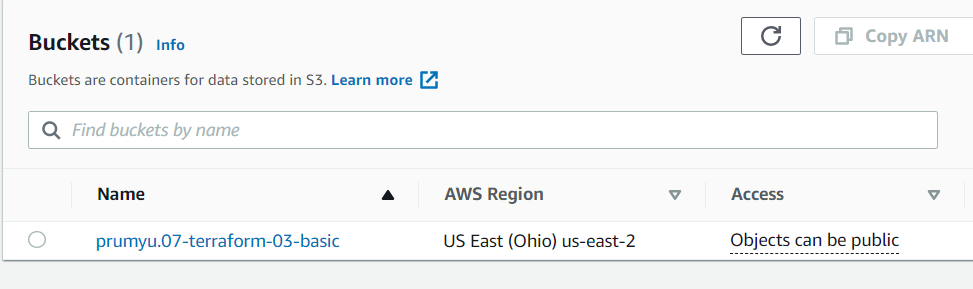 Buckets (1) Info
Copy ARN
Buckets are containers for data stored in S3. Learn more
Find buckets by name
Name AWS Region Access
prumyu.07-terraform-03-basic US East (Ohio) us-east-2 Objects can be public